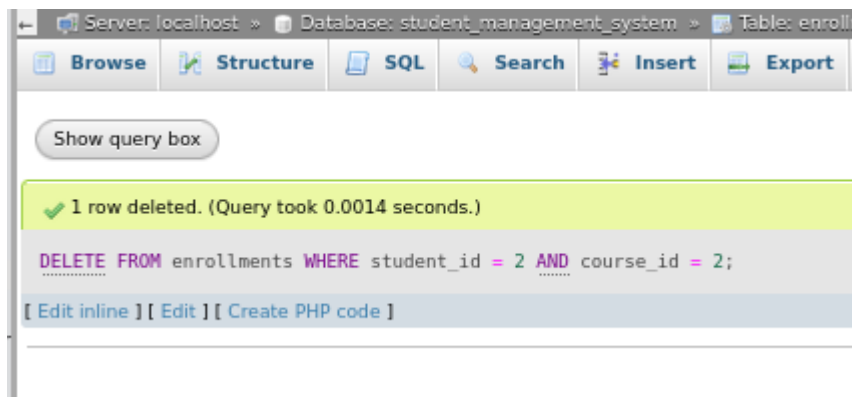 ← Server: localhost » Database: student_management_system » Table:
Browse Structure SQL Search Insert Export
Show query box
1 row deleted. (Query took 0.0014 seconds.)
DELETE FROM enrollments WHERE student_id = 2 AND course_id = 2;
[ Edit inline ] [ Edit ] [ Create PHP code ]